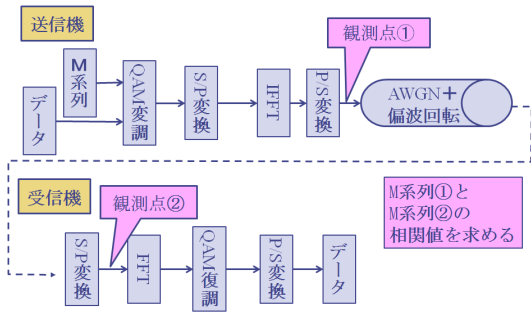 送信機
観測点①
M系列
データ
QAM変調
S/P変換
IFFT
P/S変換
AWGN＋
偏波回転
受信機
観測点②
M系列①と
M系列②の
相関値を求める
S/P変換
FFT
QAM復調
P/S変換
データ